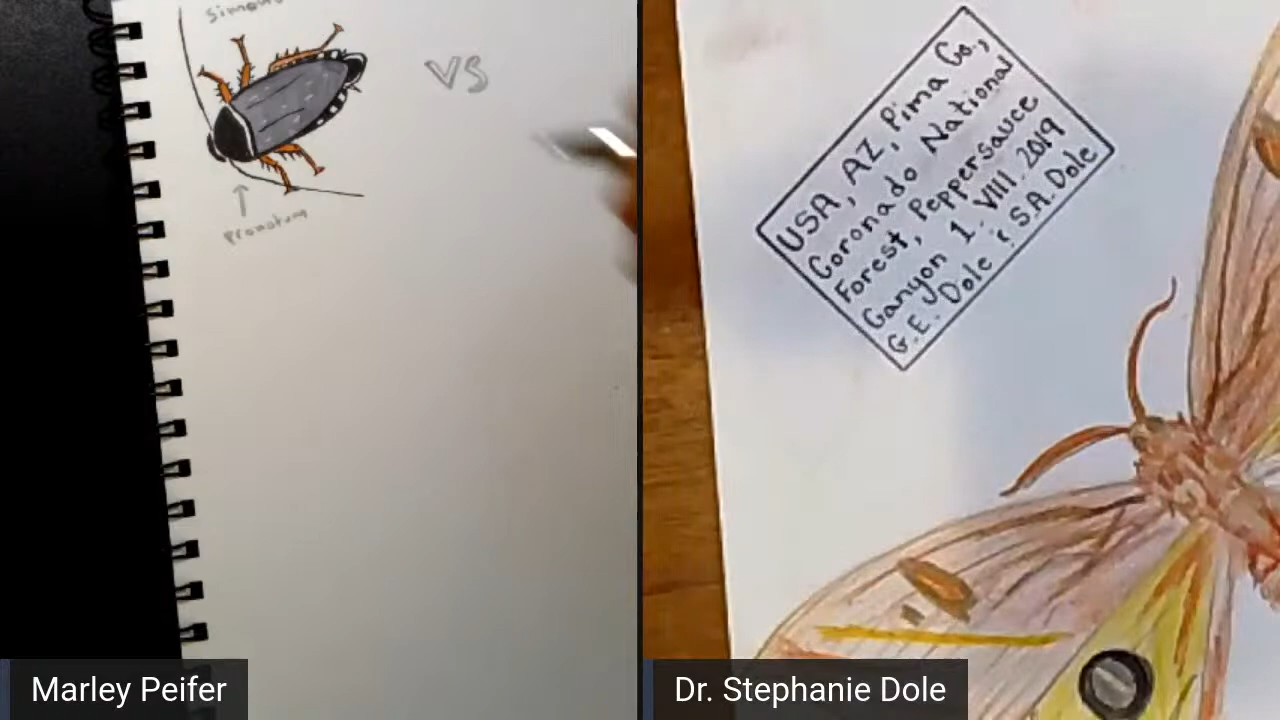 VS
pronotum
USA, AZ, Pima Co.,
Coronado National
Forest, Peppersauce
Canyon 1. VIII. 2019
G.E. Dole & S.A. Dole
Marley Peifer
Dr. Stephanie Dole